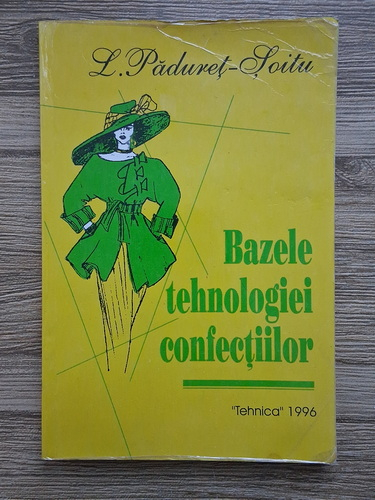 L. Pădureț-Șoitu
Bazele
tehnologiei
confecțiilor
"Tehnica" 1996